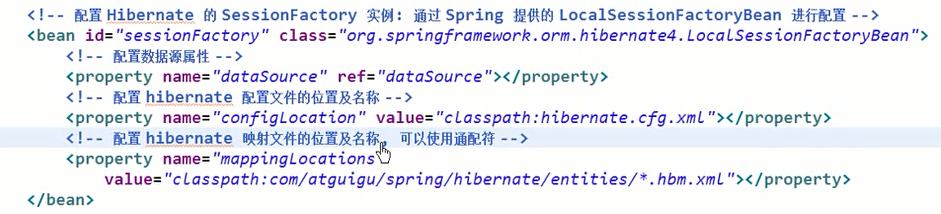 <!-- 配置 Hibernate 的 SessionFactory 实例: 通过 Spring 提供的 LocalSessionFactoryBean 进行配置 -->
<bean id="sessionFactory" class="org.springframework.orm.hibernate4.LocalSessionFactoryBean">
<!-- 配置数据源属性 -->
<property name="dataSource" ref="dataSource"></property>
<!-- 配置 hibernate 配置文件的位置及名称 -->
<property name="configLocation" value="classpath:hibernate.cfg.xml"></property>
<!-- 配置 hibernate 映射文件的位置及名称, 可以使用通配符 -->
<property name="mappingLocations"
value="classpath:com/atguigu/spring/hibernate/entities/*.hbm.xml"></property>
</bean>